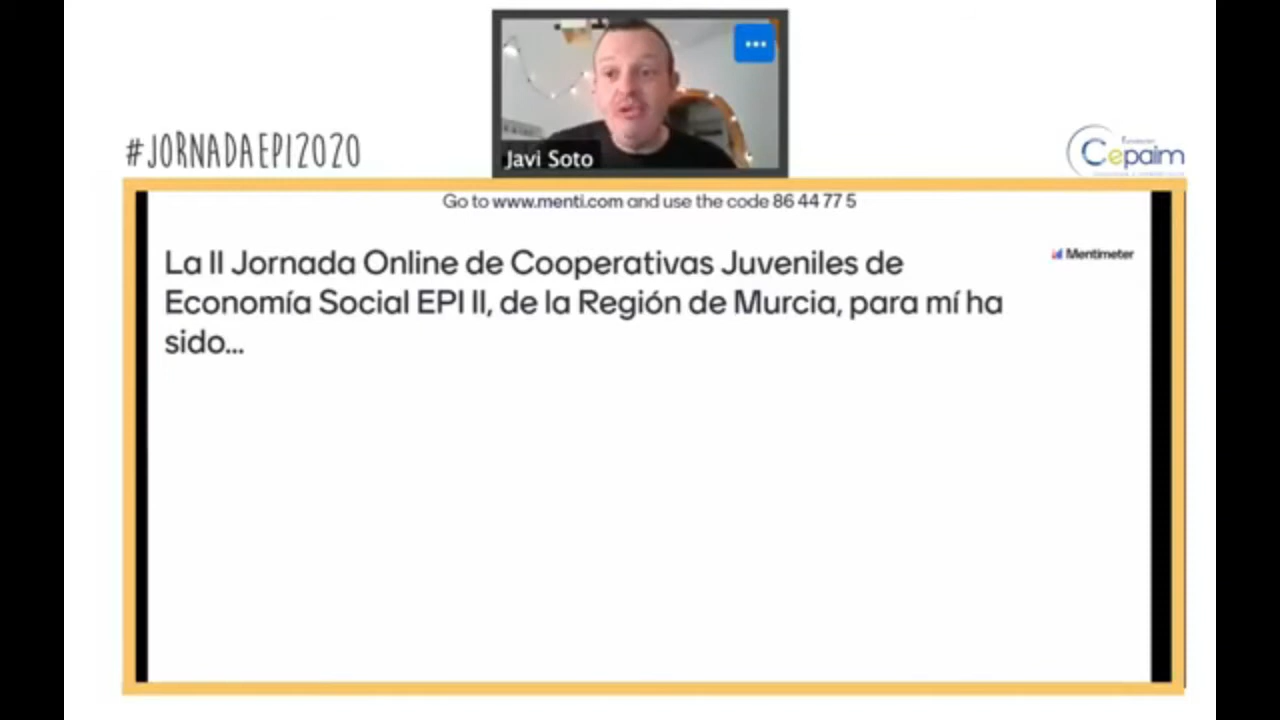 Javi Soto
#JORNADAEPI2020
Fundación
Cepaim
Go to www.menti.com and use the code 86 44 77 5
La II Jornada Online de Cooperativas Juveniles de
Mentimeter
Economía Social EPI II, de la Región de Murcia, para mí ha
sido...